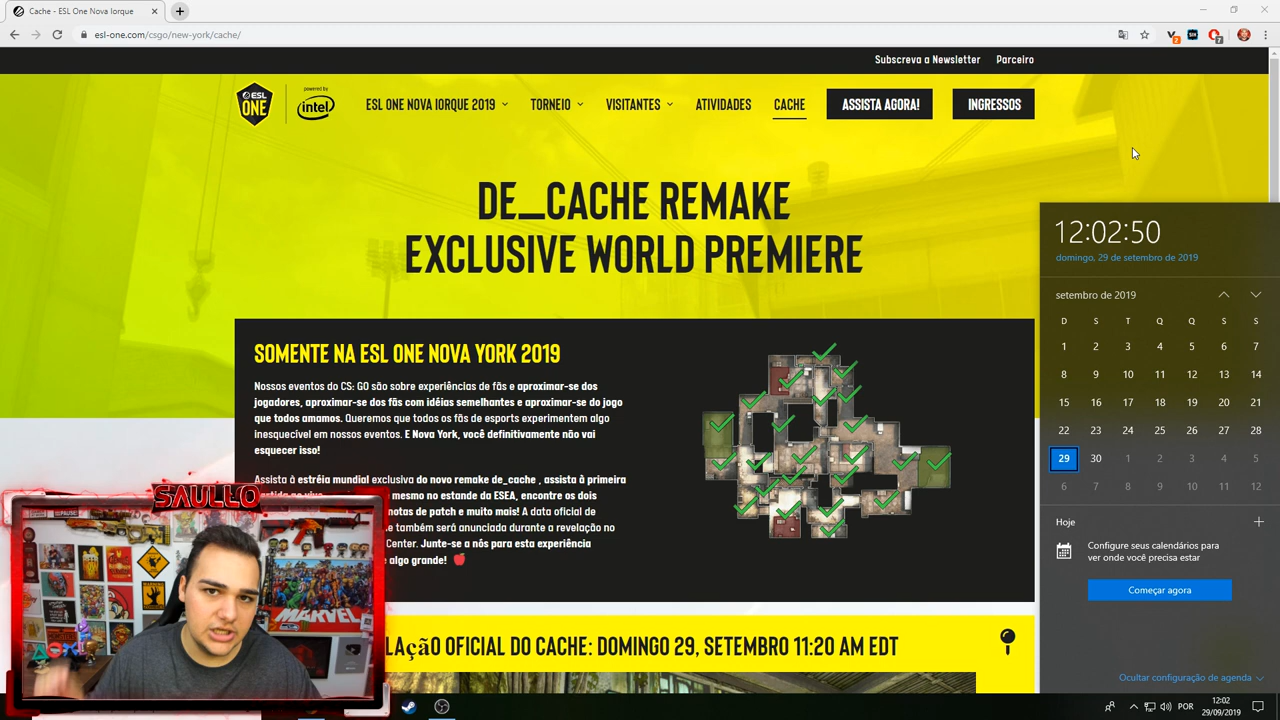 Cache - ESL One Nova Iorque
esl-one.com/csgo/new-york/cache/
Subscreva a Newsletter Parceiro
ESL ONE
powered by intel
ESL ONE NOVA IORQUE 2019 TORNEIO VISITANTES ATIVIDADES CACHE ASSISTA AGORA! INGRESSOS
DE_CACHE REMAKE
EXCLUSIVE WORLD PREMIERE
SOMENTE NA ESL ONE NOVA YORK 2019
Nossos eventos do CS: GO são sobre experiências de fãs e aproximar-se dos
jogadores, aproximar-se dos fãs com idéias semelhantes e aproximar-se do jogo
que todos amamos. Queremos que todos os fãs de esports experimentem algo
inesquecível em nossos eventos. E Nova York, você definitivamente não vai
esquecer isso!
Assista à estréia mundial exclusiva do novo remake de_cache , assista à primeira
mesmo no estande da ESEA, encontre os dois
notas de patch e muito mais! A data oficial de
também será anunciada durante a revelação no
Center. Junte-se a nós para esta experiência
algo grande!
LAÇÃO OFICIAL DO CACHE: DOMINGO 29, SETEMBRO 11:20 AM EDT
SAULLO
MARVEL
12:02:50
domingo, 29 de setembro de 2019
setembro de 2019
D S T Q Q S S
1 2 3 4 5 6 7
8 9 10 11 12 13 14
15 16 17 18 19 20 21
22 23 24 25 26 27 28
29 30 1 2 3 4 5
6 7 8 9 10 11 12
Hoje
Configure seus calendários para
ver onde você precisa estar
Começar agora
Ocultar configuração de agenda
POR
12:02
29/09/2019